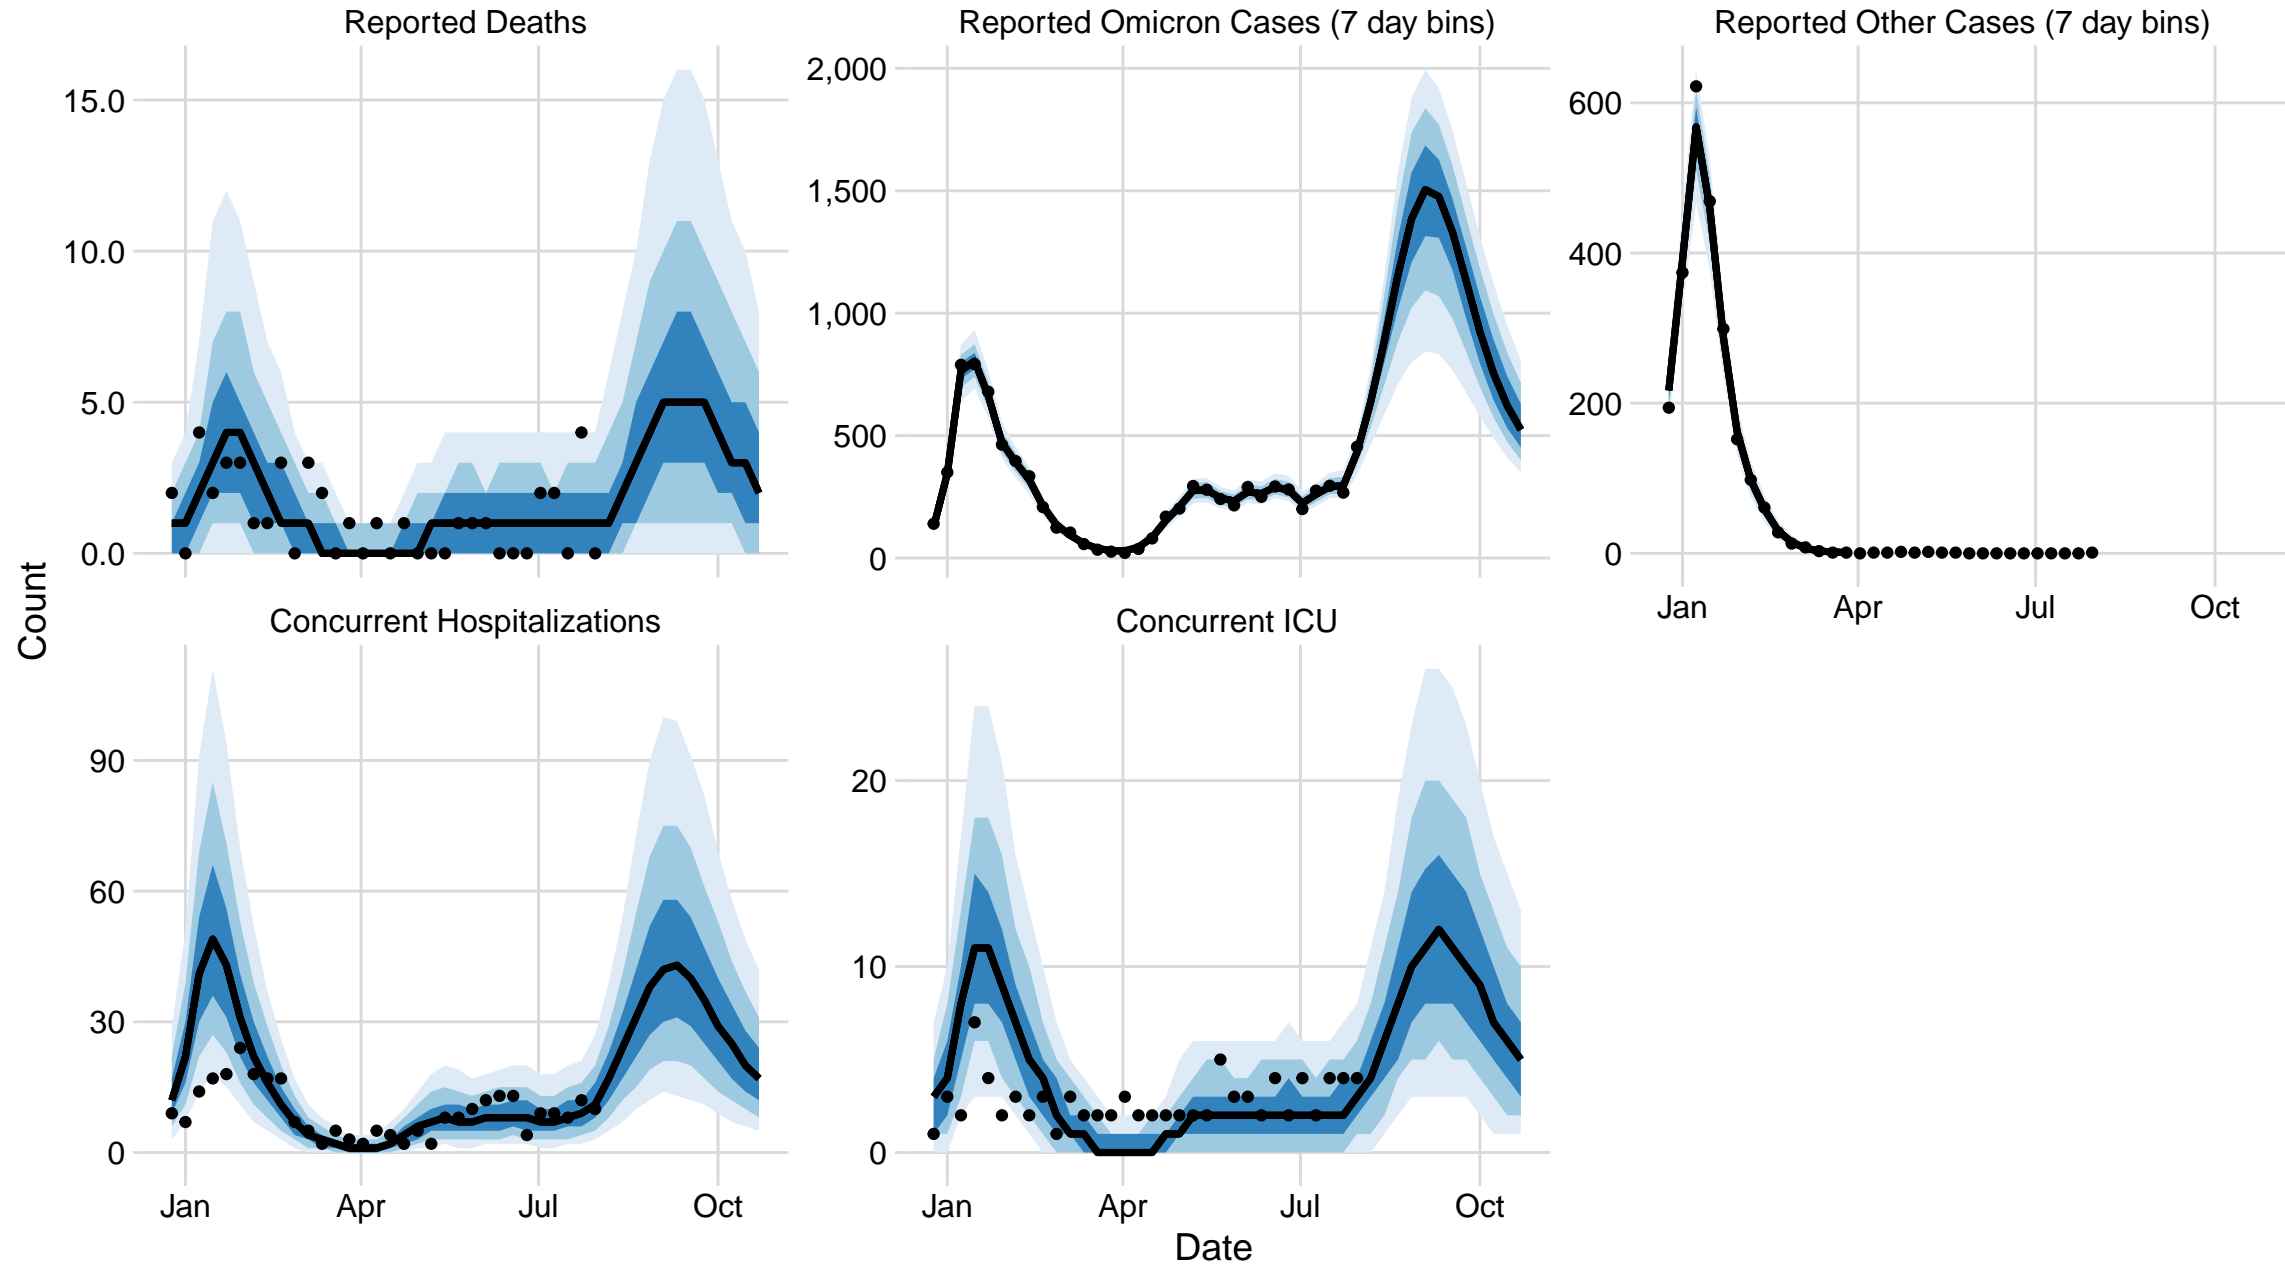 Reported Deaths
Reported Omicron Cases (7 day bins)
Reported Other Cases (7 day bins)
15.0
10.0
5.0
0.0
2,000
1,500
1,000
500
0
600
400
200
0
Jan Apr Jul Oct
Count
Concurrent Hospitalizations
Concurrent ICU
90
60
30
0
20
10
0
Jan Apr Jul Oct
Jan Apr Jul Oct
Date